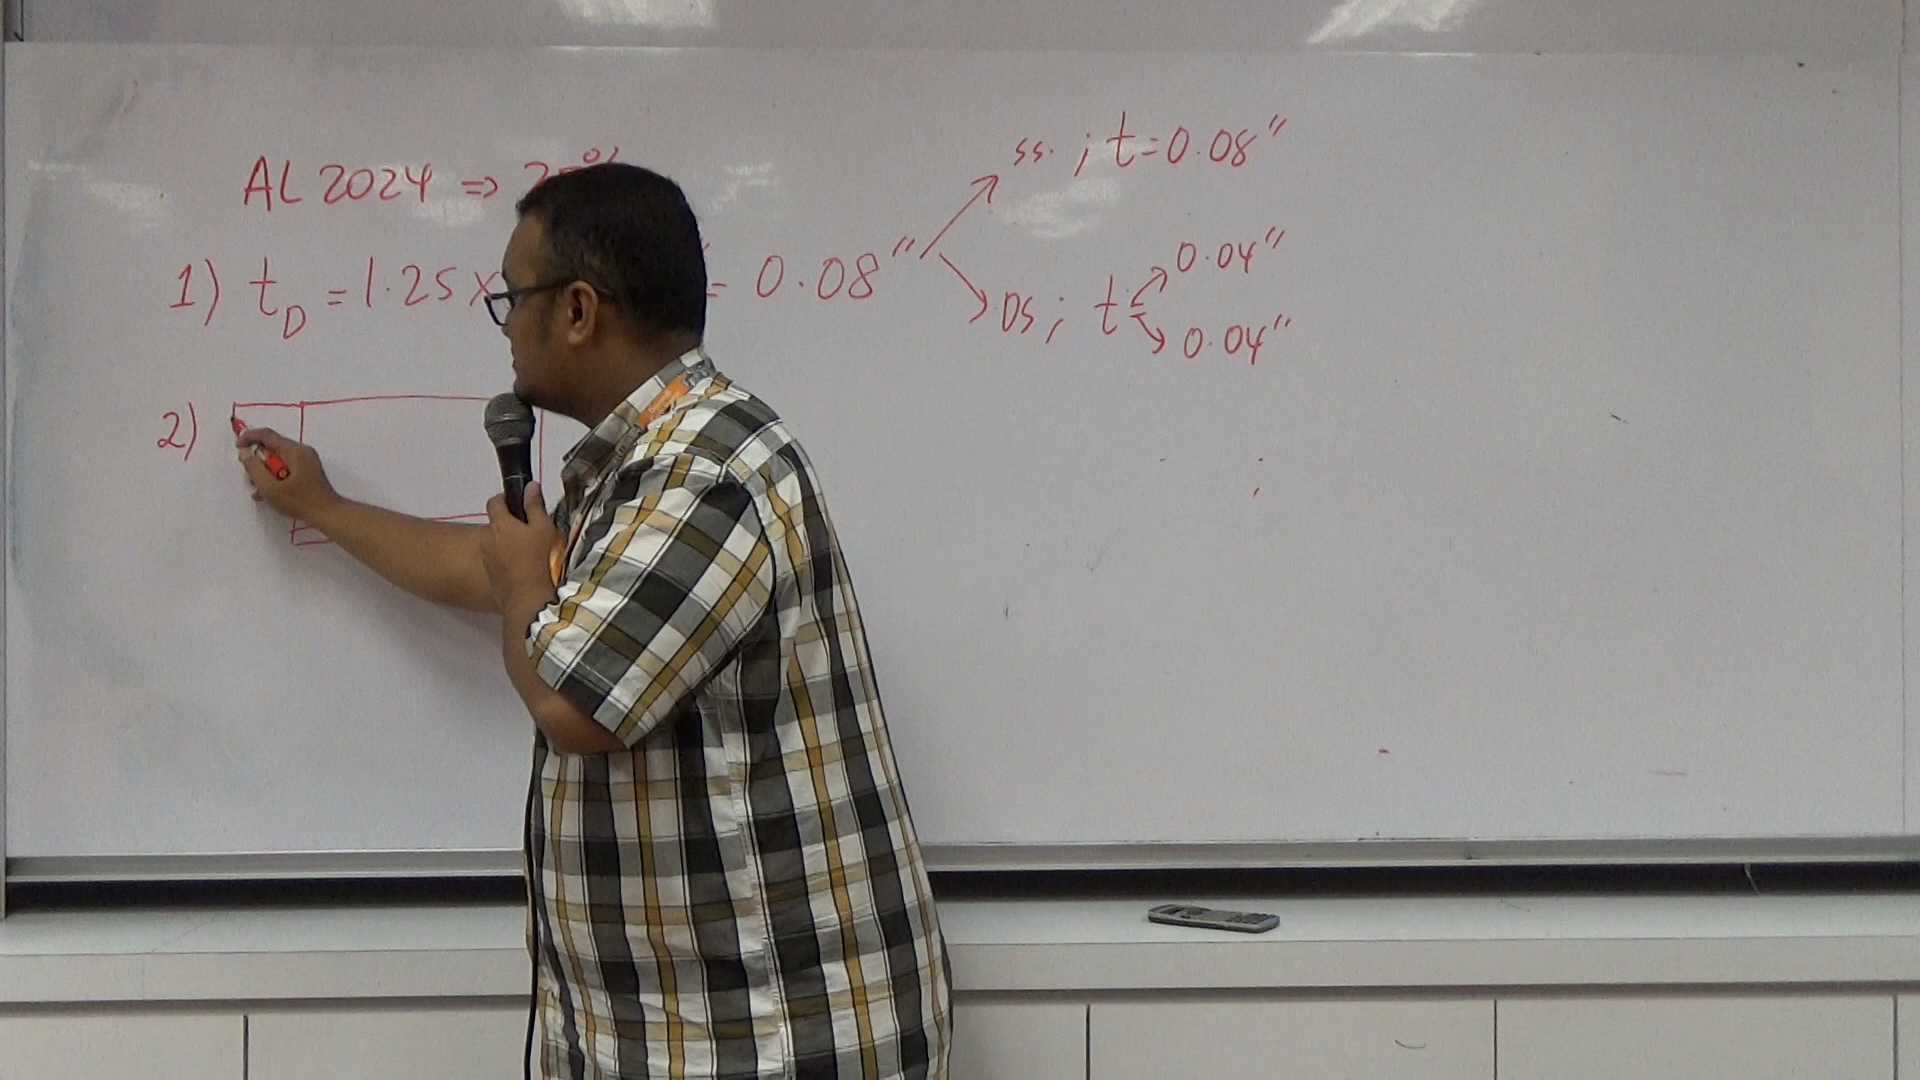 AL 2024 ⇒
ss. ; t=0.08"
1) t_D = 1.25 x = 0.08"
DS ; t= 0.04"
0.04"
2)